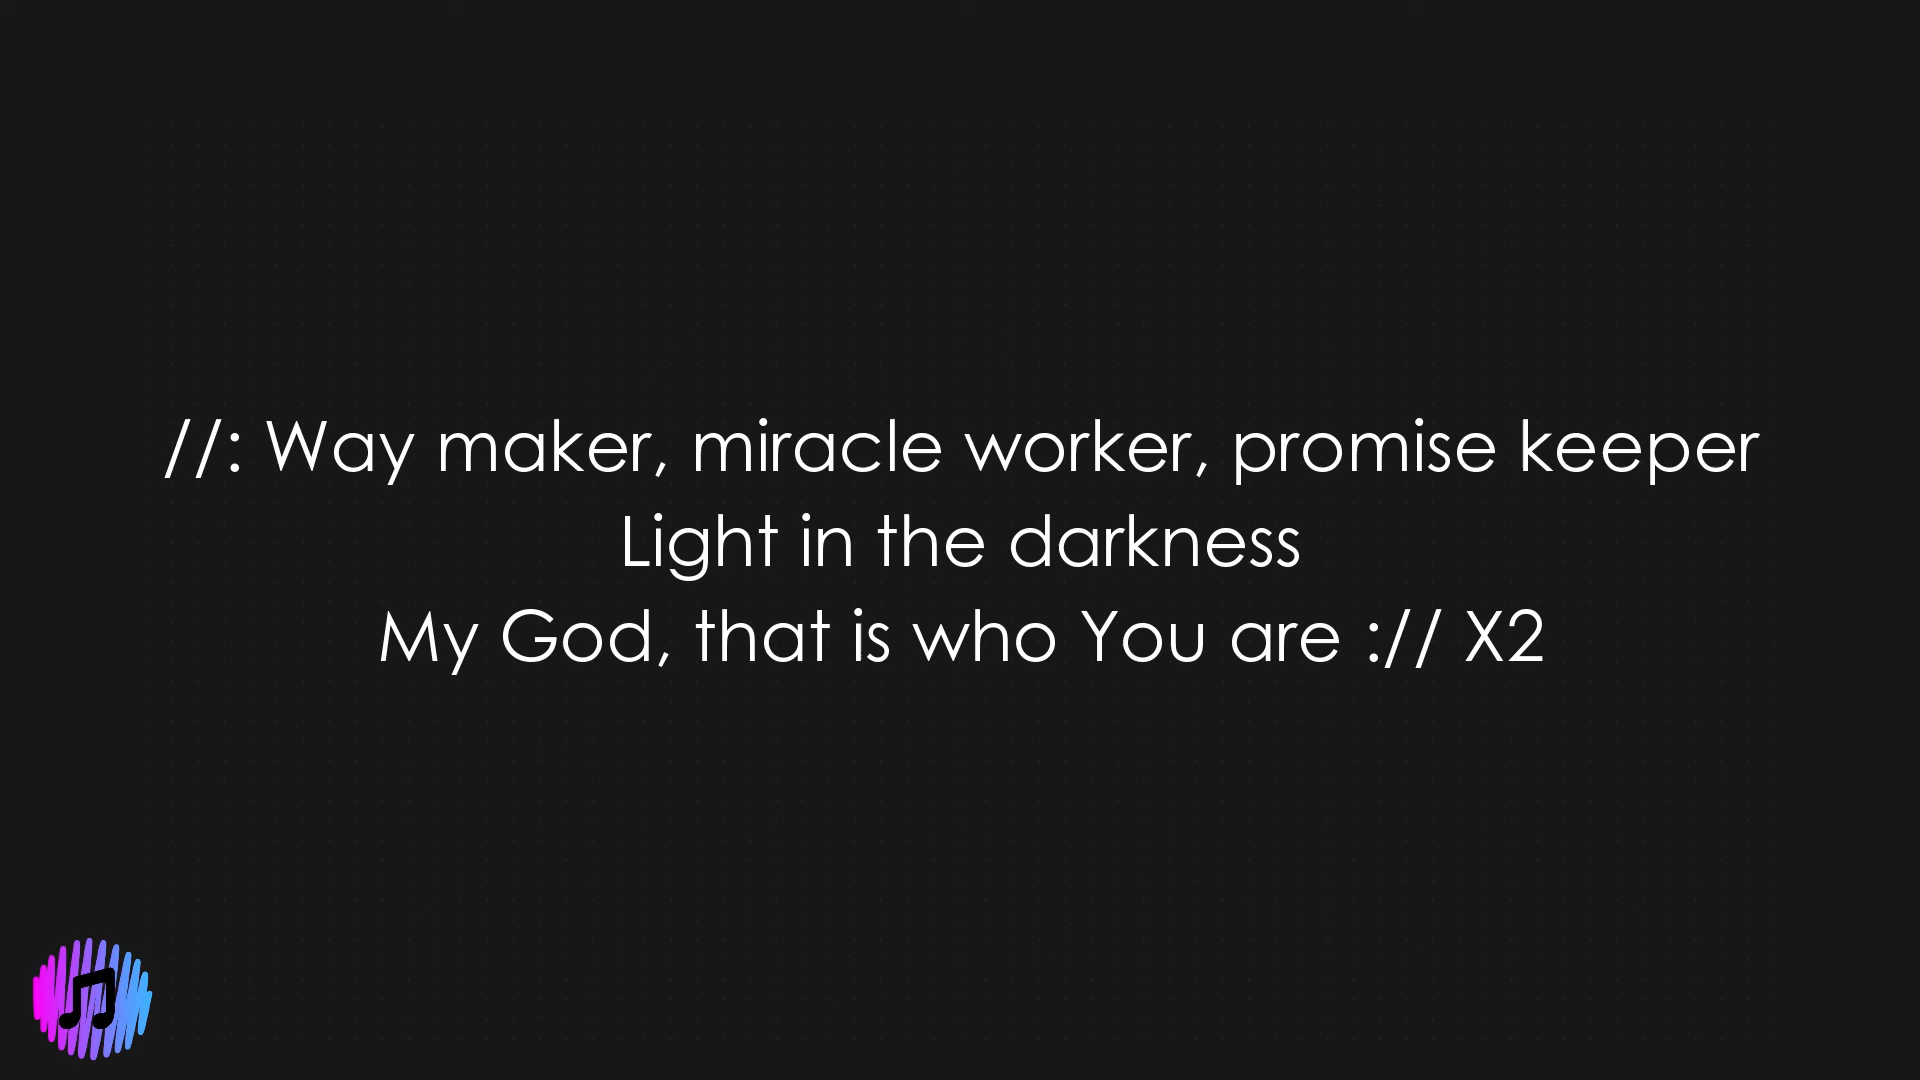 //: Way maker, miracle worker, promise keeper
Light in the darkness
My God, that is who You are :// X2